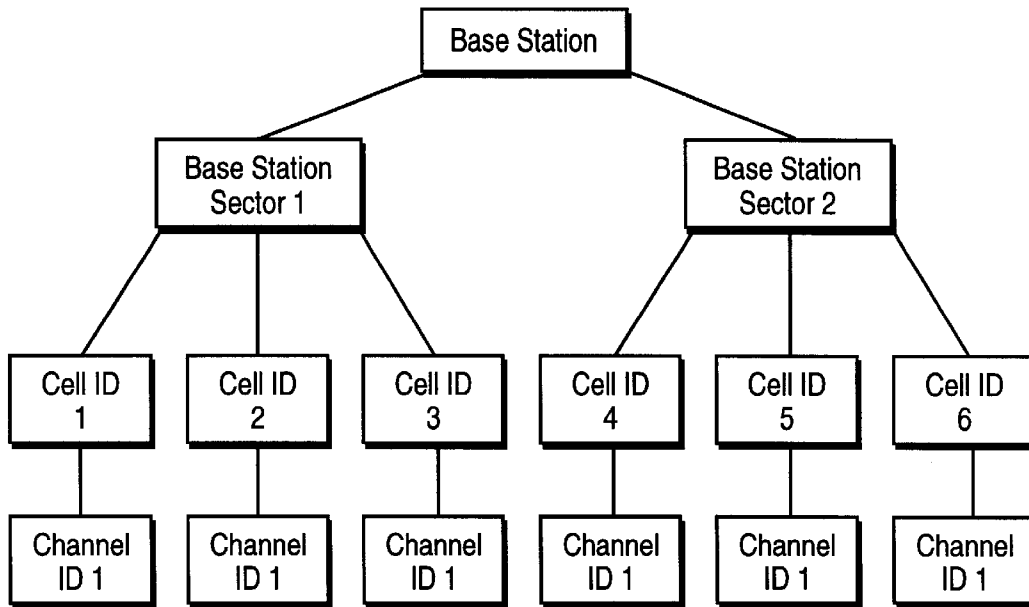 Base Station
Base Station
Sector 1
Base Station
Sector 2
Cell ID
1
Cell ID
2
Cell ID
3
Cell ID
4
Cell ID
5
Cell ID
6
Channel
ID 1
Channel
ID 1
Channel
ID 1
Channel
ID 1
Channel
ID 1
Channel
ID 1